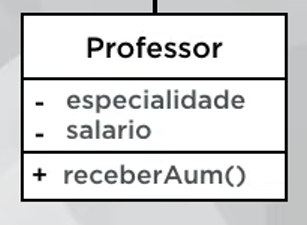 Professor
- especialidade
- salario
+ receberAum()